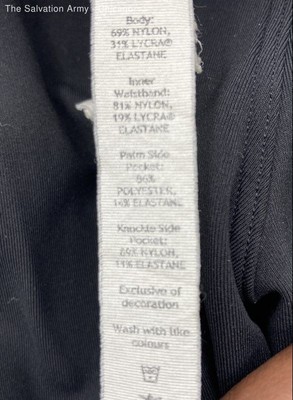 The Salvation Army
Body:
69% NYLON,
31% LYCRA®
ELASTANE
Inner
Waistband:
81% NYLON,
19% LYCRA®
ELASTANE
Palm Side
Pocket:
86%
POLYESTER,
14% ELASTANE
Knuckle Side
Pocket:
89% NYLON,
11% ELASTANE
Exclusive of
decoration
Wash with like
colours